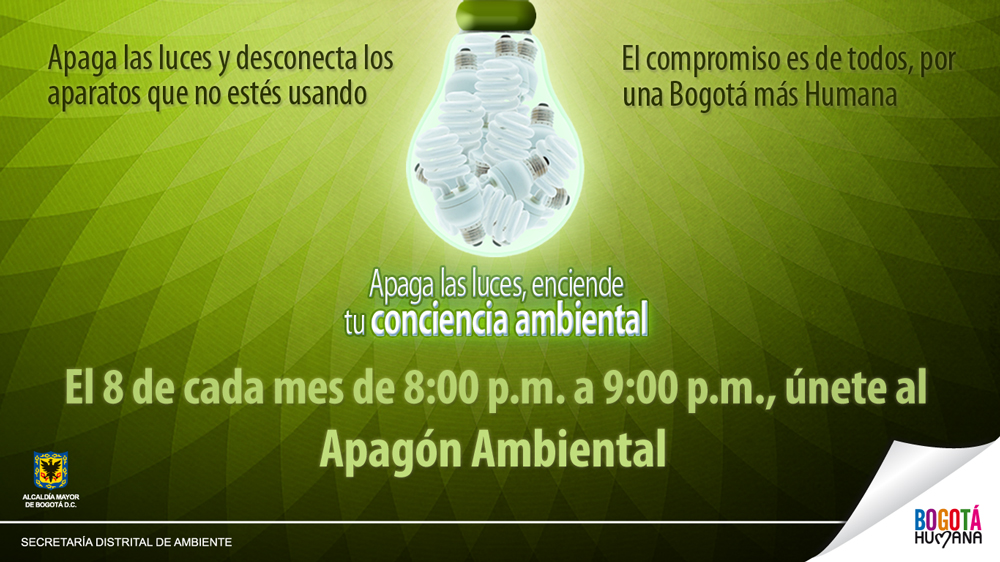 Apaga las luces y desconecta los
aparatos que no estés usando
El compromiso es de todos, por
una Bogotá más Humana
Apaga las luces, enciende
tu conciencia ambiental
El 8 de cada mes de 8:00 p.m. a 9:00 p.m., únete al
Apagón Ambiental
ALCALDÍA MAYOR
DE BOGOTÁ D.C.
SECRETARÍA DISTRITAL DE AMBIENTE
BOGOTÁ
HUMANA